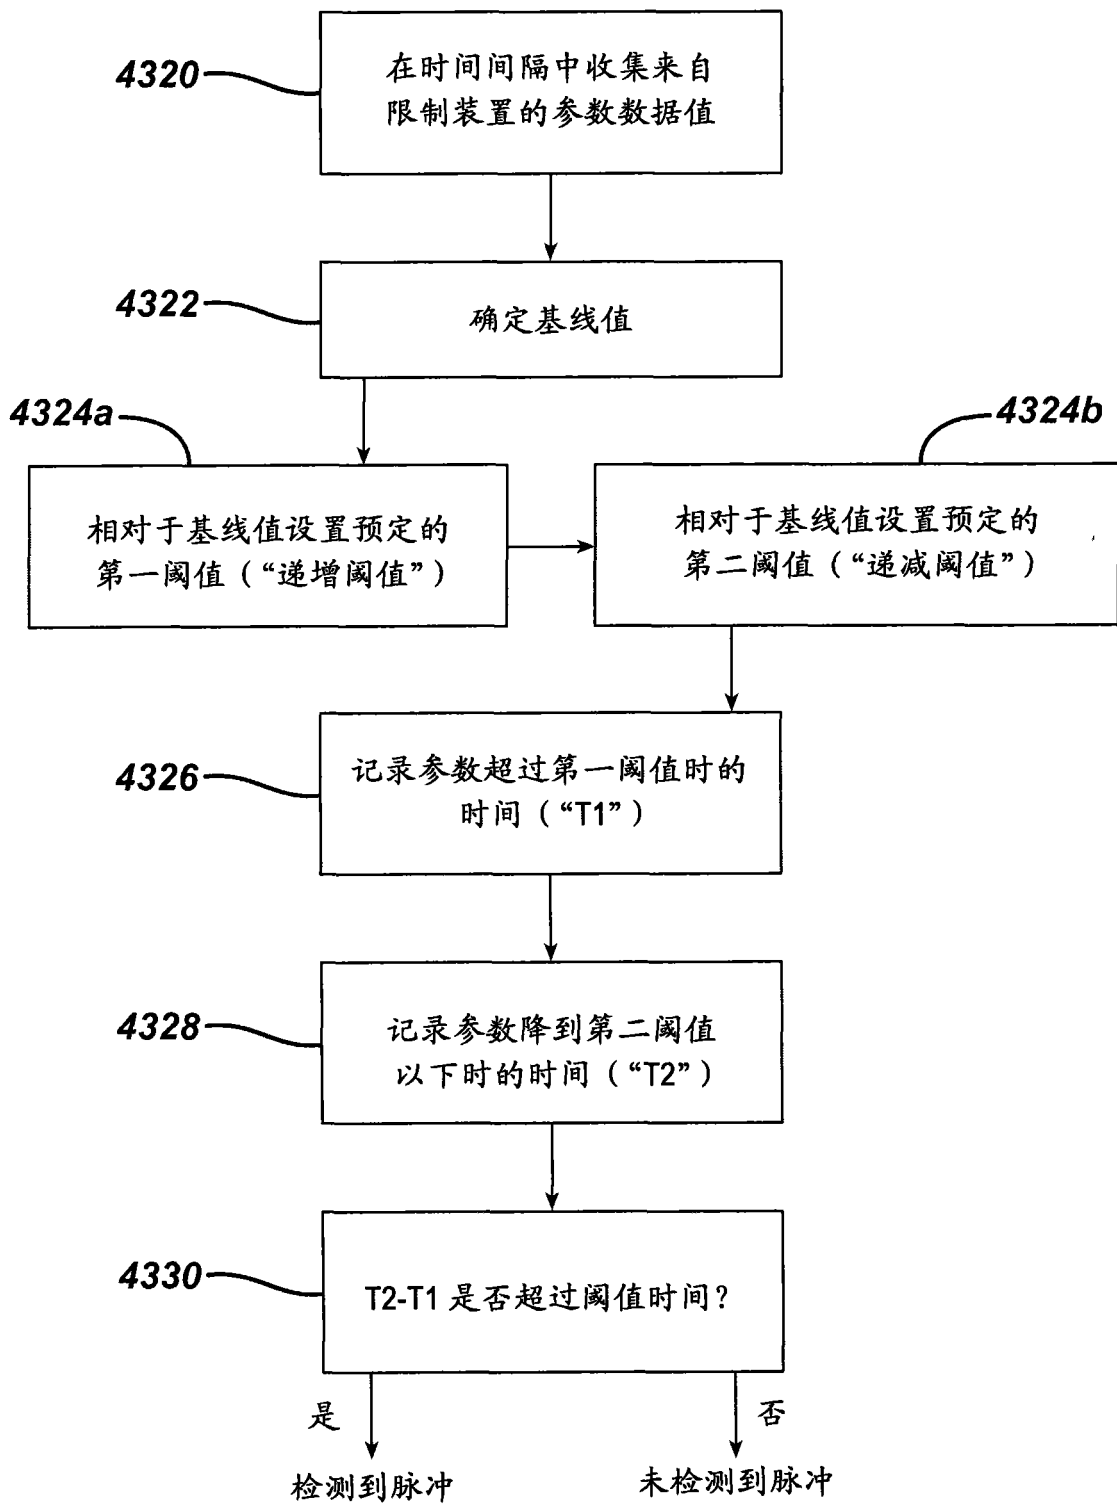 4320
在时间间隔中收集来自
限制装置的参数数据值
4322
确定基线值
4324a
4324b
相对于基线值设置预定的
第一阈值（“递增阈值”）
相对于基线值设置预定的
第二阈值（“递减阈值”）
4326
记录参数超过第一阈值时的
时间（“T1”）
4328
记录参数降到第二阈值
以下时的时间（“T2”）
4330
T2-T1 是否超过阈值时间？
是
否
检测到脉冲
未检测到脉冲